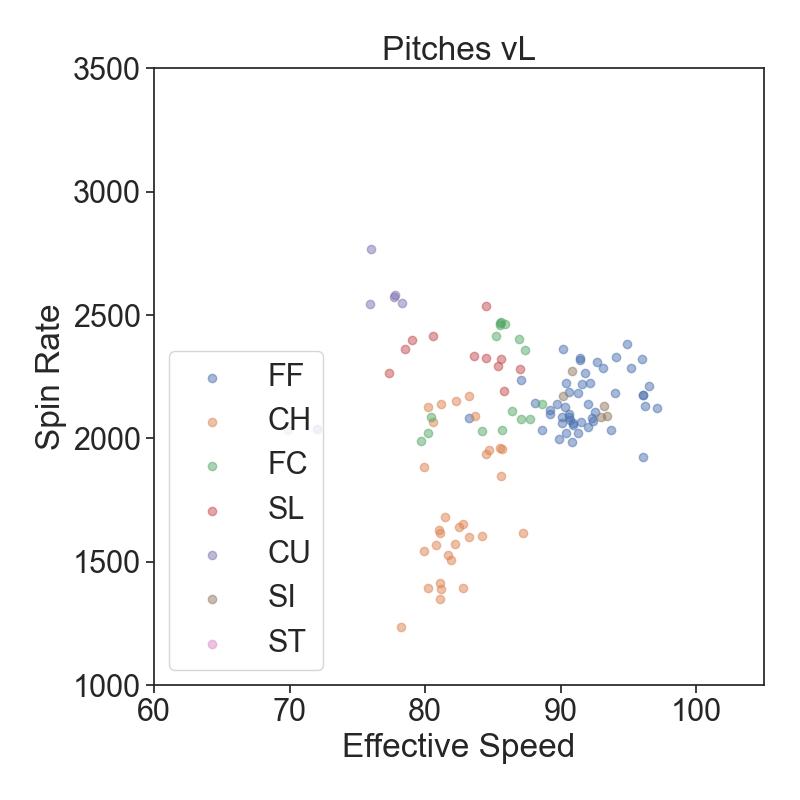 Pitches vL
3500
3000
2500
2000
1500
1000
Spin Rate
FF
CH
FC
SL
CU
SI
ST
60 70 80 90 100
Effective Speed